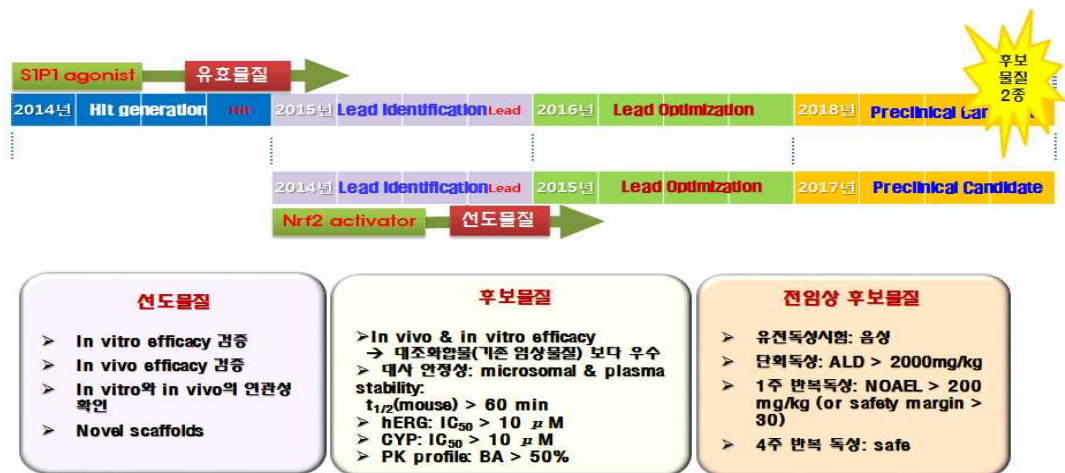 S1P1 agonist 유효물질
후보
물질
2종
2014년 Hit generation Hit 2015년 Lead Identification Lead 2016년 Lead Optimization 2018년 Preclinical
2014년 Lead Identification Lead 2015년 Lead Optimization 2017년 Preclinical Candidate
Nrf2 activator 선도물질
선도물질
➢ In vitro efficacy 검증
➢ In vivo efficacy 검증
➢ In vitro와 in vivo의 연관성
확인
➢ Novel scaffolds
후보물질
➢In vivo & in vitro efficacy
→ 대조화합물(기존 임상물질) 보다 우수
➢ 대사 안정성: microsomal & plasma
stability:
t1/2(mouse) > 60 min
➢ hERG: IC50 > 10 μM
➢ CYP: IC50 > 10 μM
➢ PK profile: BA > 50%
전임상 후보물질
➢ 유전독성시험: 음성
➢ 단회독성: ALD > 2000mg/kg
➢ 1주 반복독성: NOAEL > 200
mg/kg (or safety margin >
30)
➢ 4주 반복 독성: safe